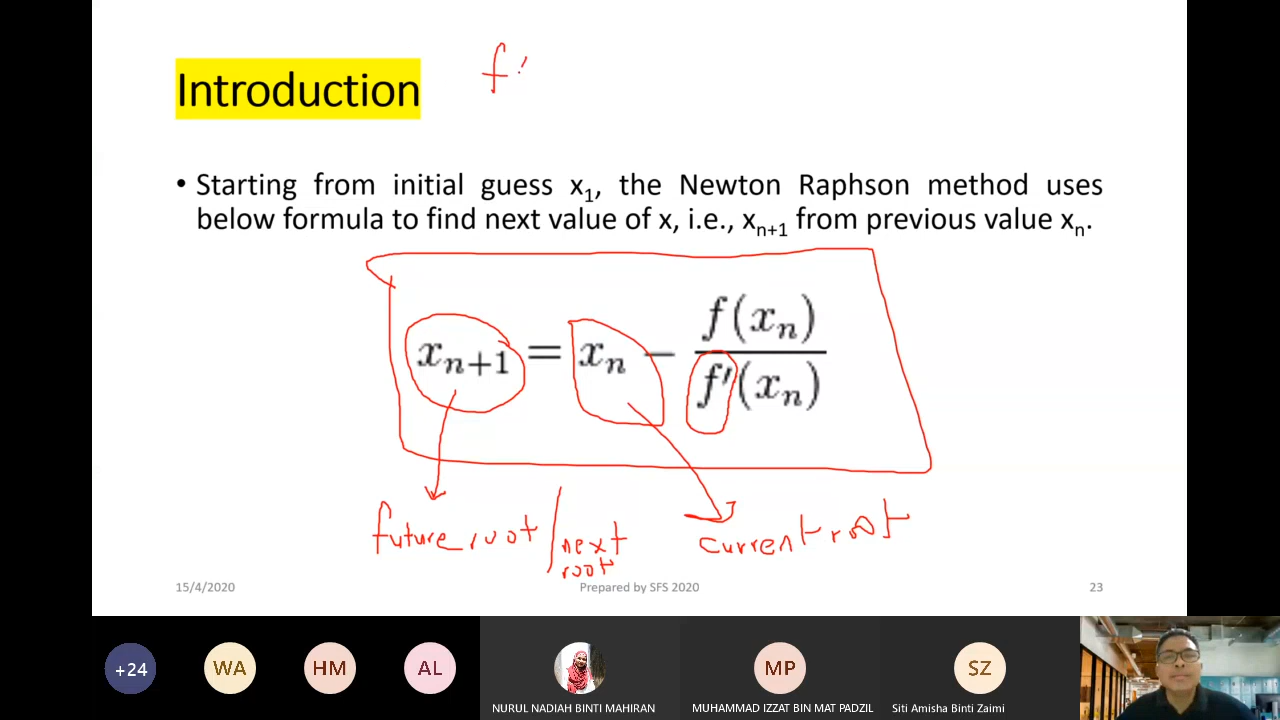 Introduction
f'
• Starting from initial guess x₁, the Newton Raphson method uses
below formula to find next value of x, i.e., xₙ₊₁ from previous value xₙ.
xₙ₊₁ = xₙ − f(xₙ) / f'(xₙ)
future root / next root
current root
15/4/2020
Prepared by SFS 2020
23
+24
WA
HM
AL
MP
SZ
NURUL NADIAH BINTI MAHIRAN
MUHAMMAD IZZAT BIN MAT PADZIL
Siti Amisha Binti Zaimi